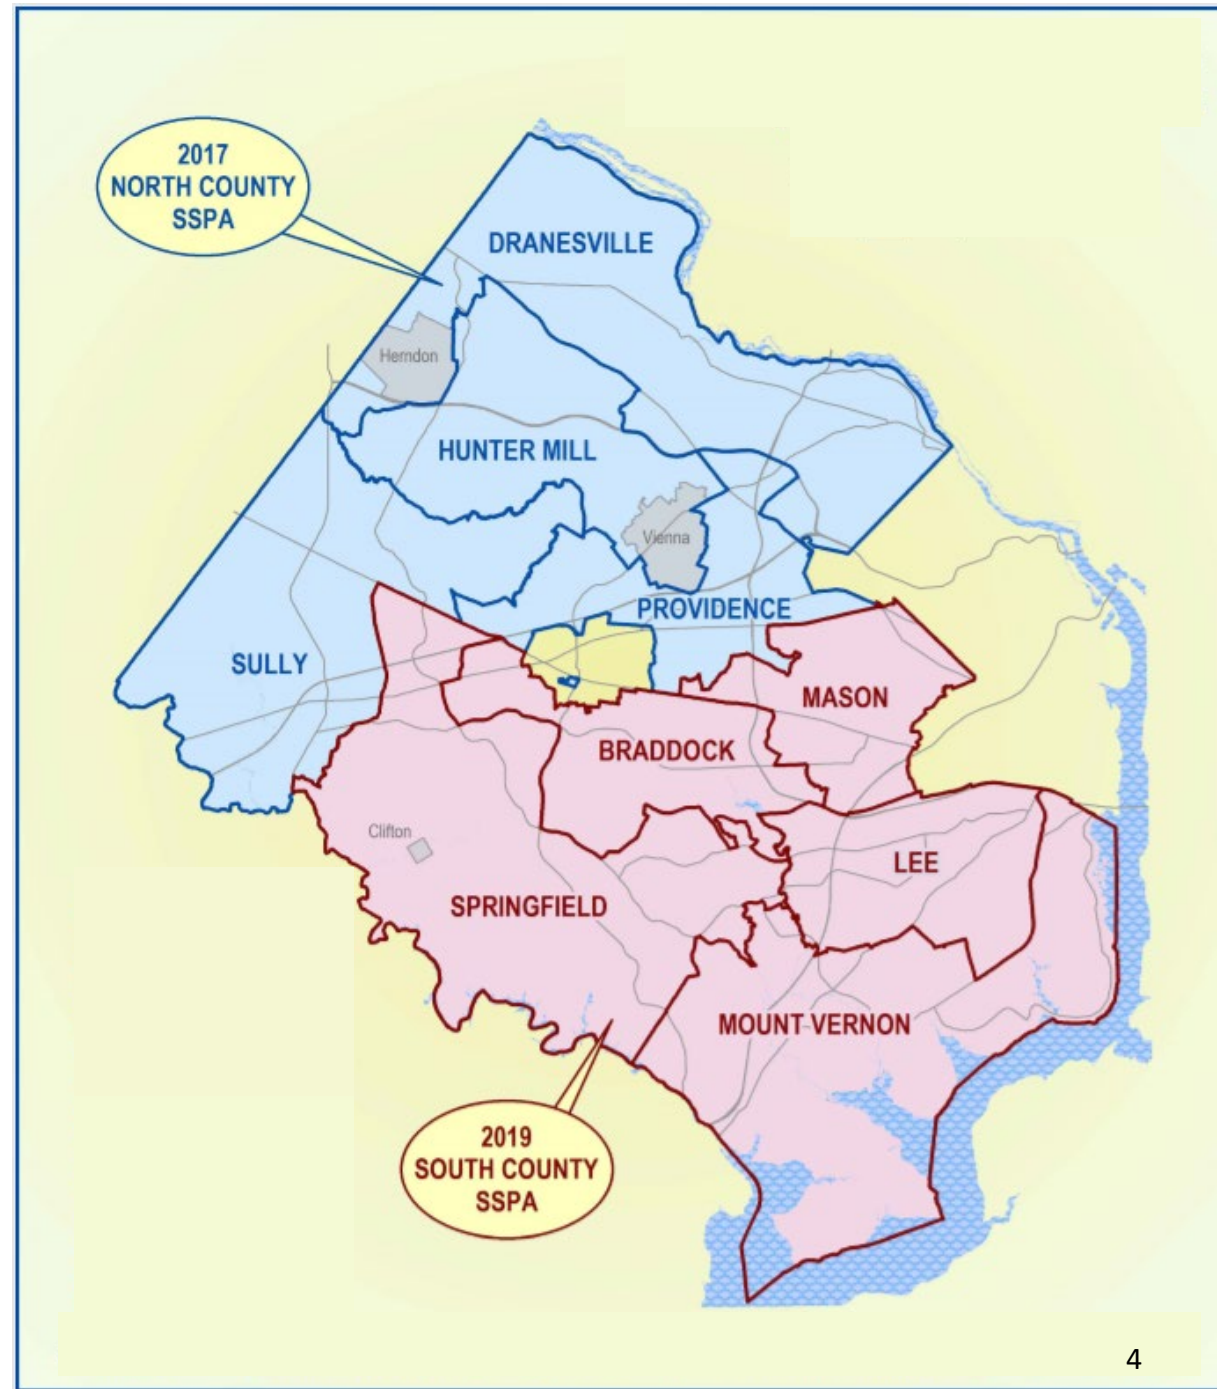 2017
NORTH COUNTY
SSPA
DRANESVILLE
Herndon
HUNTER MILL
Vienna
PROVIDENCE
SULLY
MASON
BRADDOCK
Clifton
LEE
SPRINGFIELD
MOUNT VERNON
2019
SOUTH COUNTY
SSPA
4